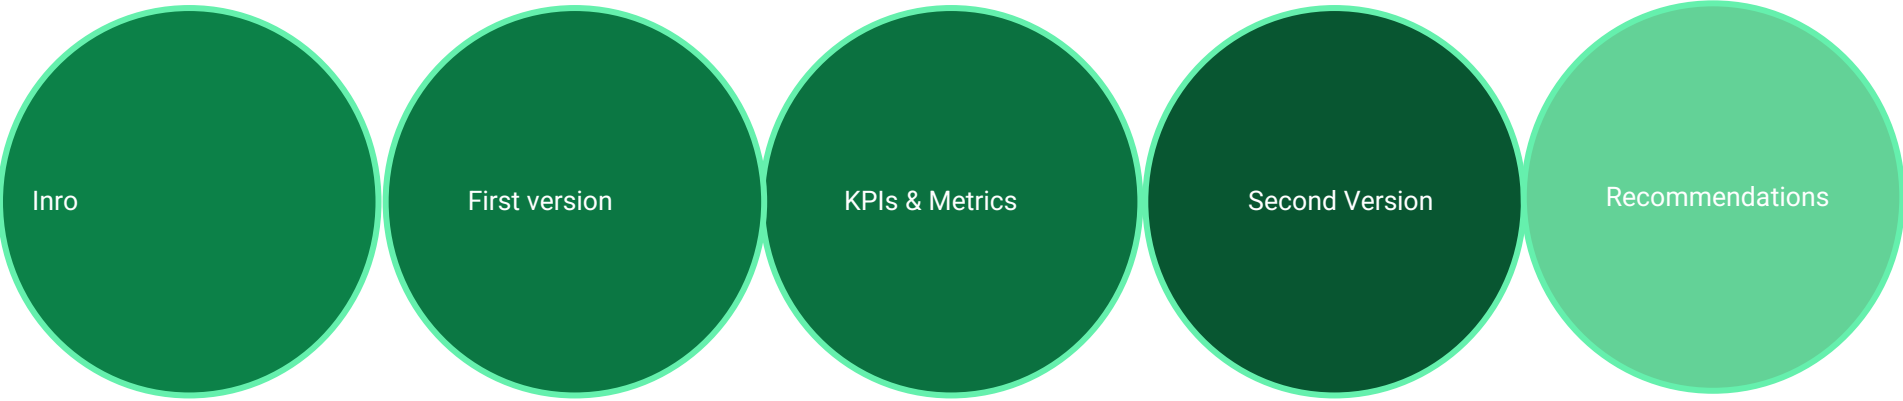 Inro
First version
KPIs & Metrics
Second Version
Recommendations